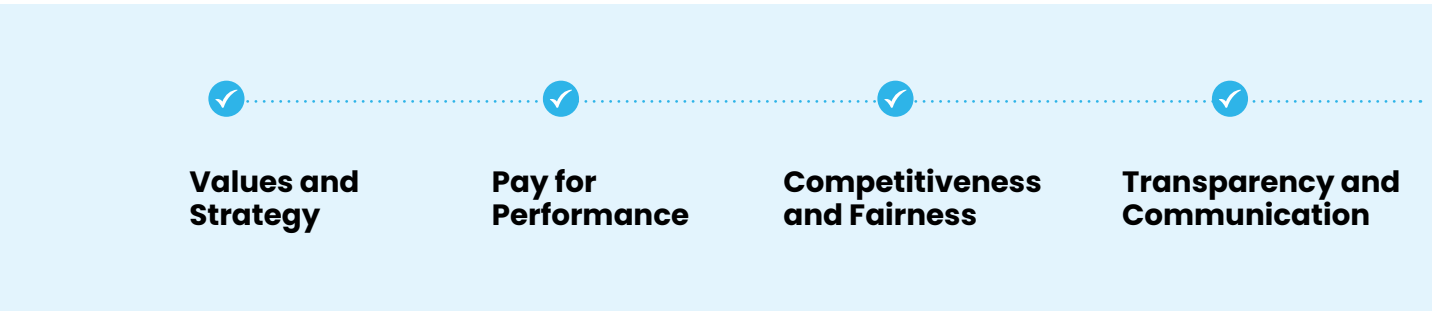 Values and
Strategy
Pay for
Performance
Competitiveness
and Fairness
Transparency and
Communication